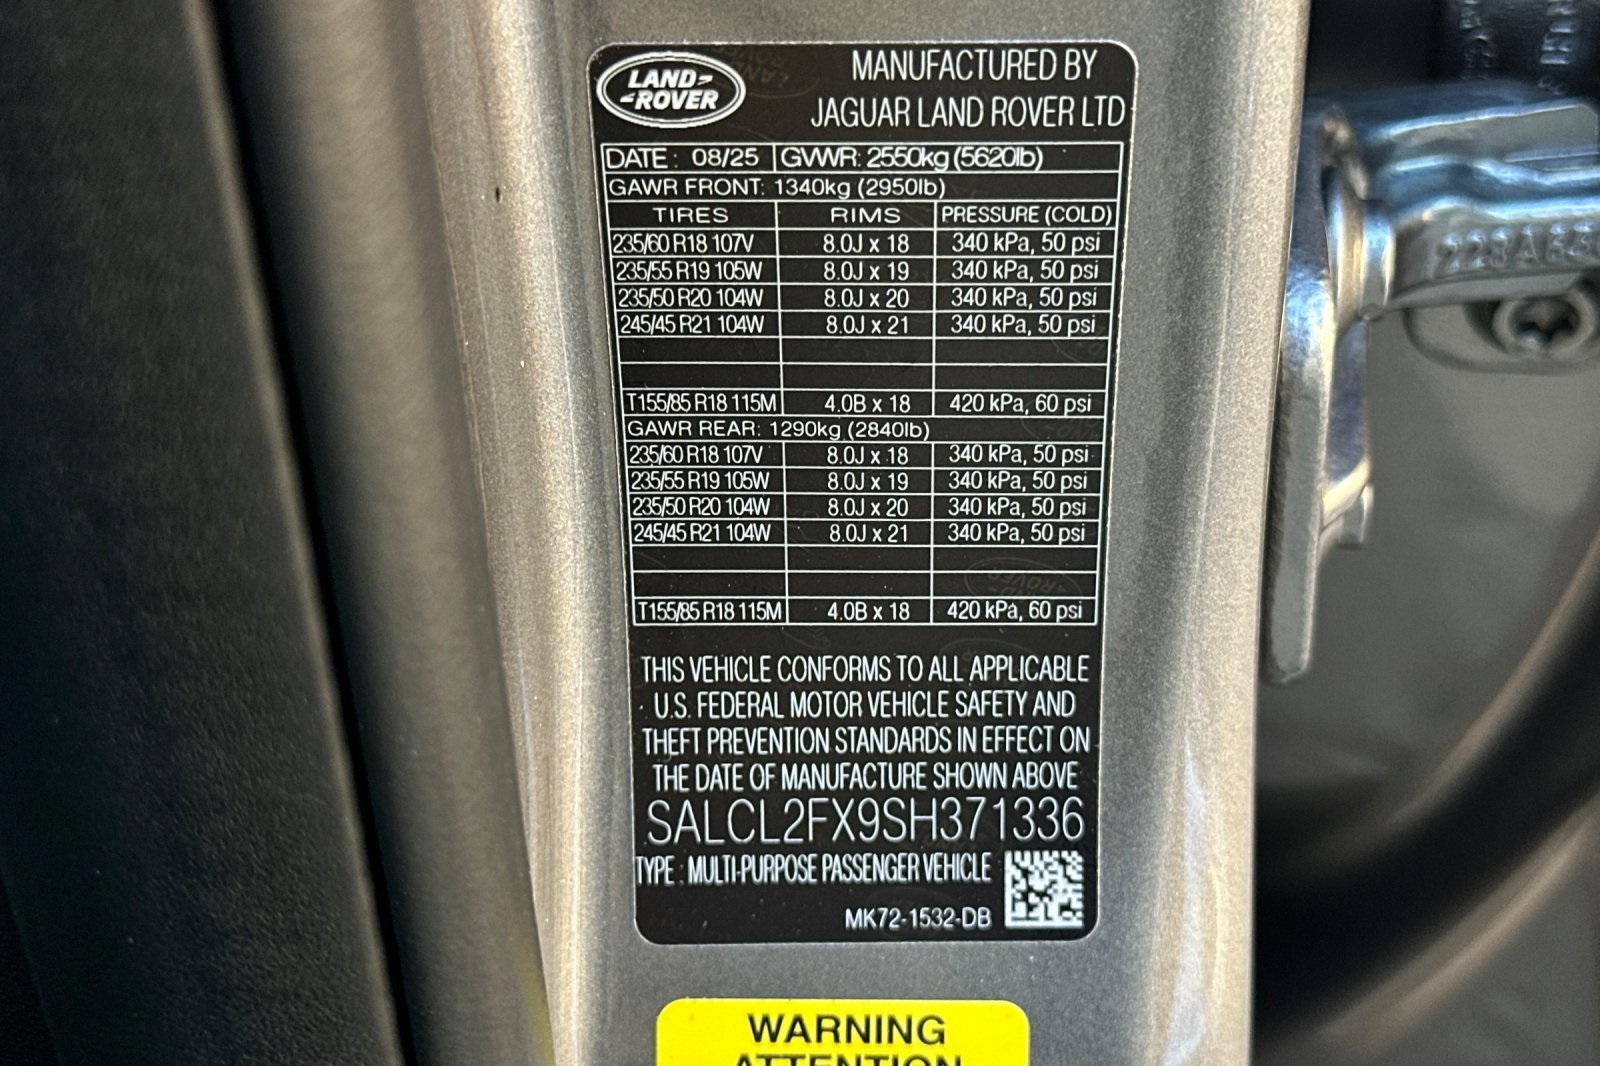 LAND-
-ROVER
MANUFACTURED BY
JAGUAR LAND ROVER LTD
DATE: 08/25 GVWR: 2550kg (5620lb)
GAWR FRONT: 1340kg (2950lb)
TIRES RIMS PRESSURE (COLD)
235/60 R18 107V 8.0J x 18 340 kPa, 50 psi
235/55 R19 105W 8.0J x 19 340 kPa, 50 psi
235/50 R20 104W 8.0J x 20 340 kPa, 50 psi
245/45 R21 104W 8.0J x 21 340 kPa, 50 psi
T155/85 R18 115M 4.0B x 18 420 kPa, 60 psi
GAWR REAR: 1290kg (2840lb)
235/60 R18 107V 8.0J x 18 340 kPa, 50 psi
235/55 R19 105W 8.0J x 19 340 kPa, 50 psi
235/50 R20 104W 8.0J x 20 340 kPa, 50 psi
245/45 R21 104W 8.0J x 21 340 kPa, 50 psi
T155/85 R18 115M 4.0B x 18 420 kPa, 60 psi
THIS VEHICLE CONFORMS TO ALL APPLICABLE
U.S. FEDERAL MOTOR VEHICLE SAFETY AND
THEFT PREVENTION STANDARDS IN EFFECT ON
THE DATE OF MANUFACTURE SHOWN ABOVE
SALCL2FX9SH371336
TYPE : MULTI-PURPOSE PASSENGER VEHICLE
MK72-1532-DB
WARNING
ATTENTION